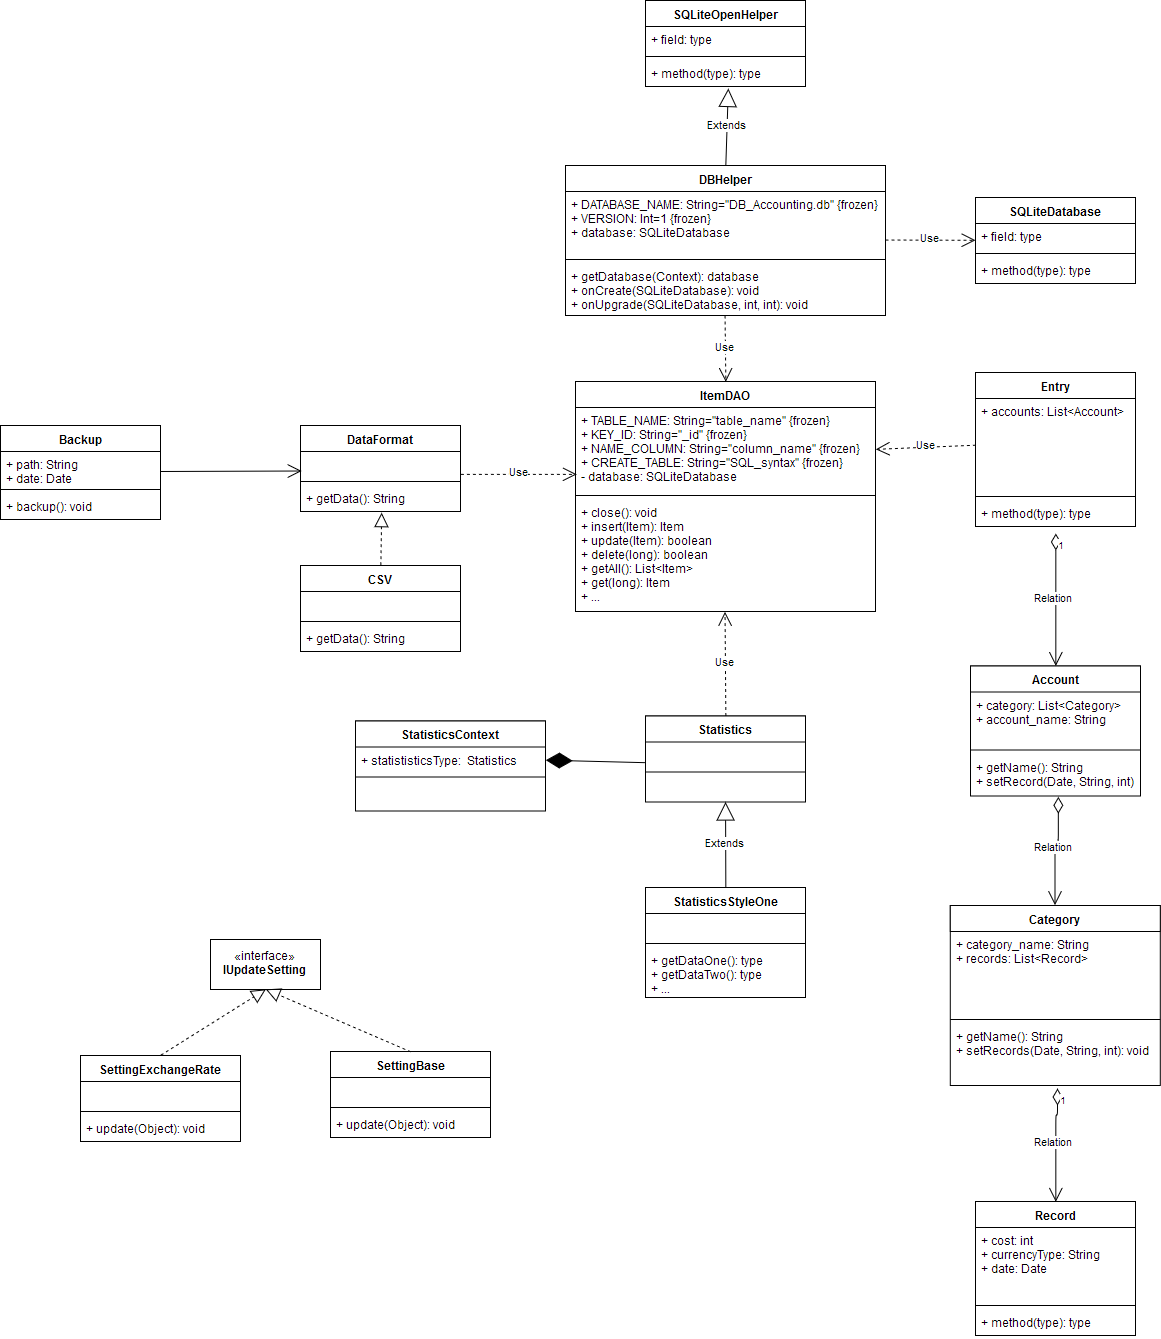 SQLiteOpenHelper
+ field: type
+ method(type): type
Extends
DBHelper
+ DATABASE_NAME: String="DB_Accounting.db" {frozen}
+ VERSION: Int=1 {frozen}
+ database: SQLiteDatabase
+ getDatabase(Context): database
+ onCreate(SQLiteDatabase): void
+ onUpgrade(SQLiteDatabase, int, int): void
Use
SQLiteDatabase
+ field: type
+ method(type): type
Use
ItemDAO
+ TABLE_NAME: String="table_name" {frozen}
+ KEY_ID: String="_id" {frozen}
+ NAME_COLUMN: String="column_name" {frozen}
+ CREATE_TABLE: String="SQL_syntax" {frozen}
- database: SQLiteDatabase
+ close(): void
+ insert(Item): Item
+ update(Item): boolean
+ delete(long): boolean
+ getAll(): List<Item>
+ get(long): Item
+ ...
Use
Entry
+ accounts: List<Account>
+ method(type): type
Backup
+ path: String
+ date: Date
+ backup(): void
DataFormat
+ getData(): String
Use
CSV
+ getData(): String
1
Relation
Use
Account
+ category: List<Category>
+ account_name: String
+ getName(): String
+ setRecord(Date, String, int)
StatisticsContext
+ statististicsType:  Statistics
Statistics
Extends
Relation
StatisticsStyleOne
+ getDataOne(): type
+ getDataTwo(): type
+ ...
Category
+ category_name: String
+ records: List<Record>
+ getName(): String
+ setRecords(Date, String, int): void
«interface»
IUpdateSetting
SettingExchangeRate
+ update(Object): void
SettingBase
+ update(Object): void
1
Relation
Record
+ cost: int
+ currencyType: String
+ date: Date
+ method(type): type